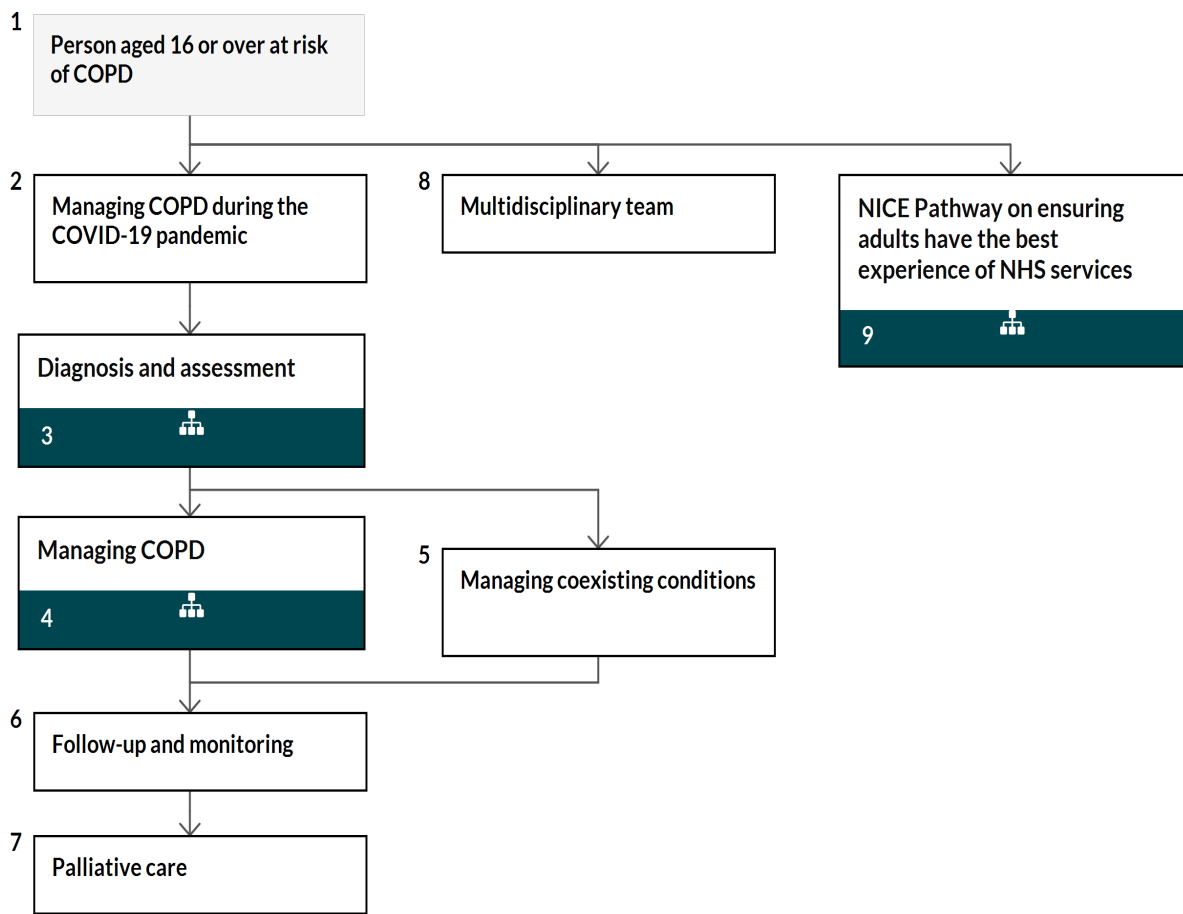 1
Person aged 16 or over at risk
of COPD
2
Managing COPD during the
COVID-19 pandemic
8
Multidisciplinary team
NICE Pathway on ensuring
adults have the best
experience of NHS services
9
Diagnosis and assessment
3
Managing COPD
4
5
Managing coexisting conditions
6
Follow-up and monitoring
7
Palliative care